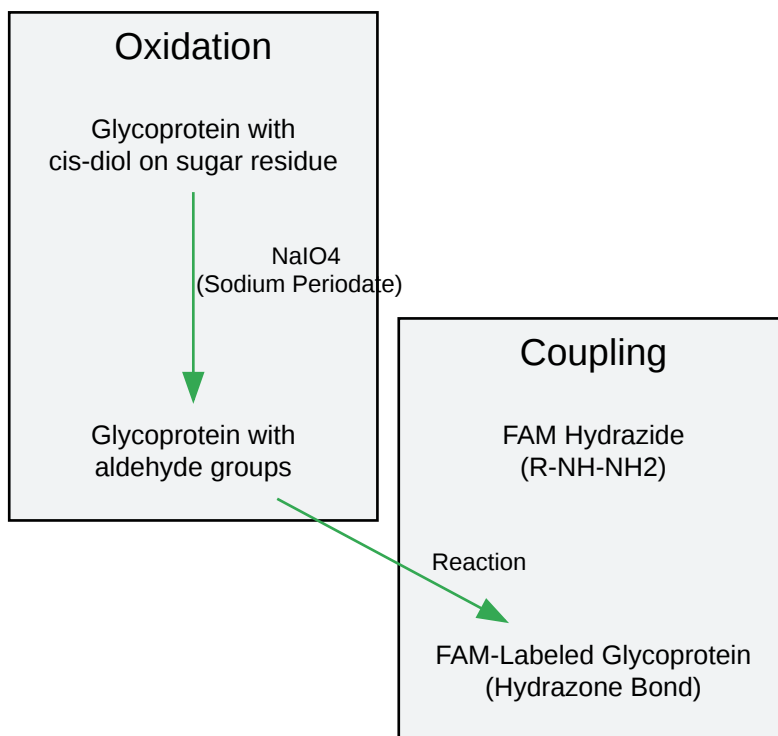 Oxidation
Glycoprotein with
cis-diol on sugar residue
NaIO4
(Sodium Periodate)
Glycoprotein with
aldehyde groups
Coupling
FAM Hydrazide
(R-NH-NH2)
Reaction
FAM-Labeled Glycoprotein
(Hydrazone Bond)